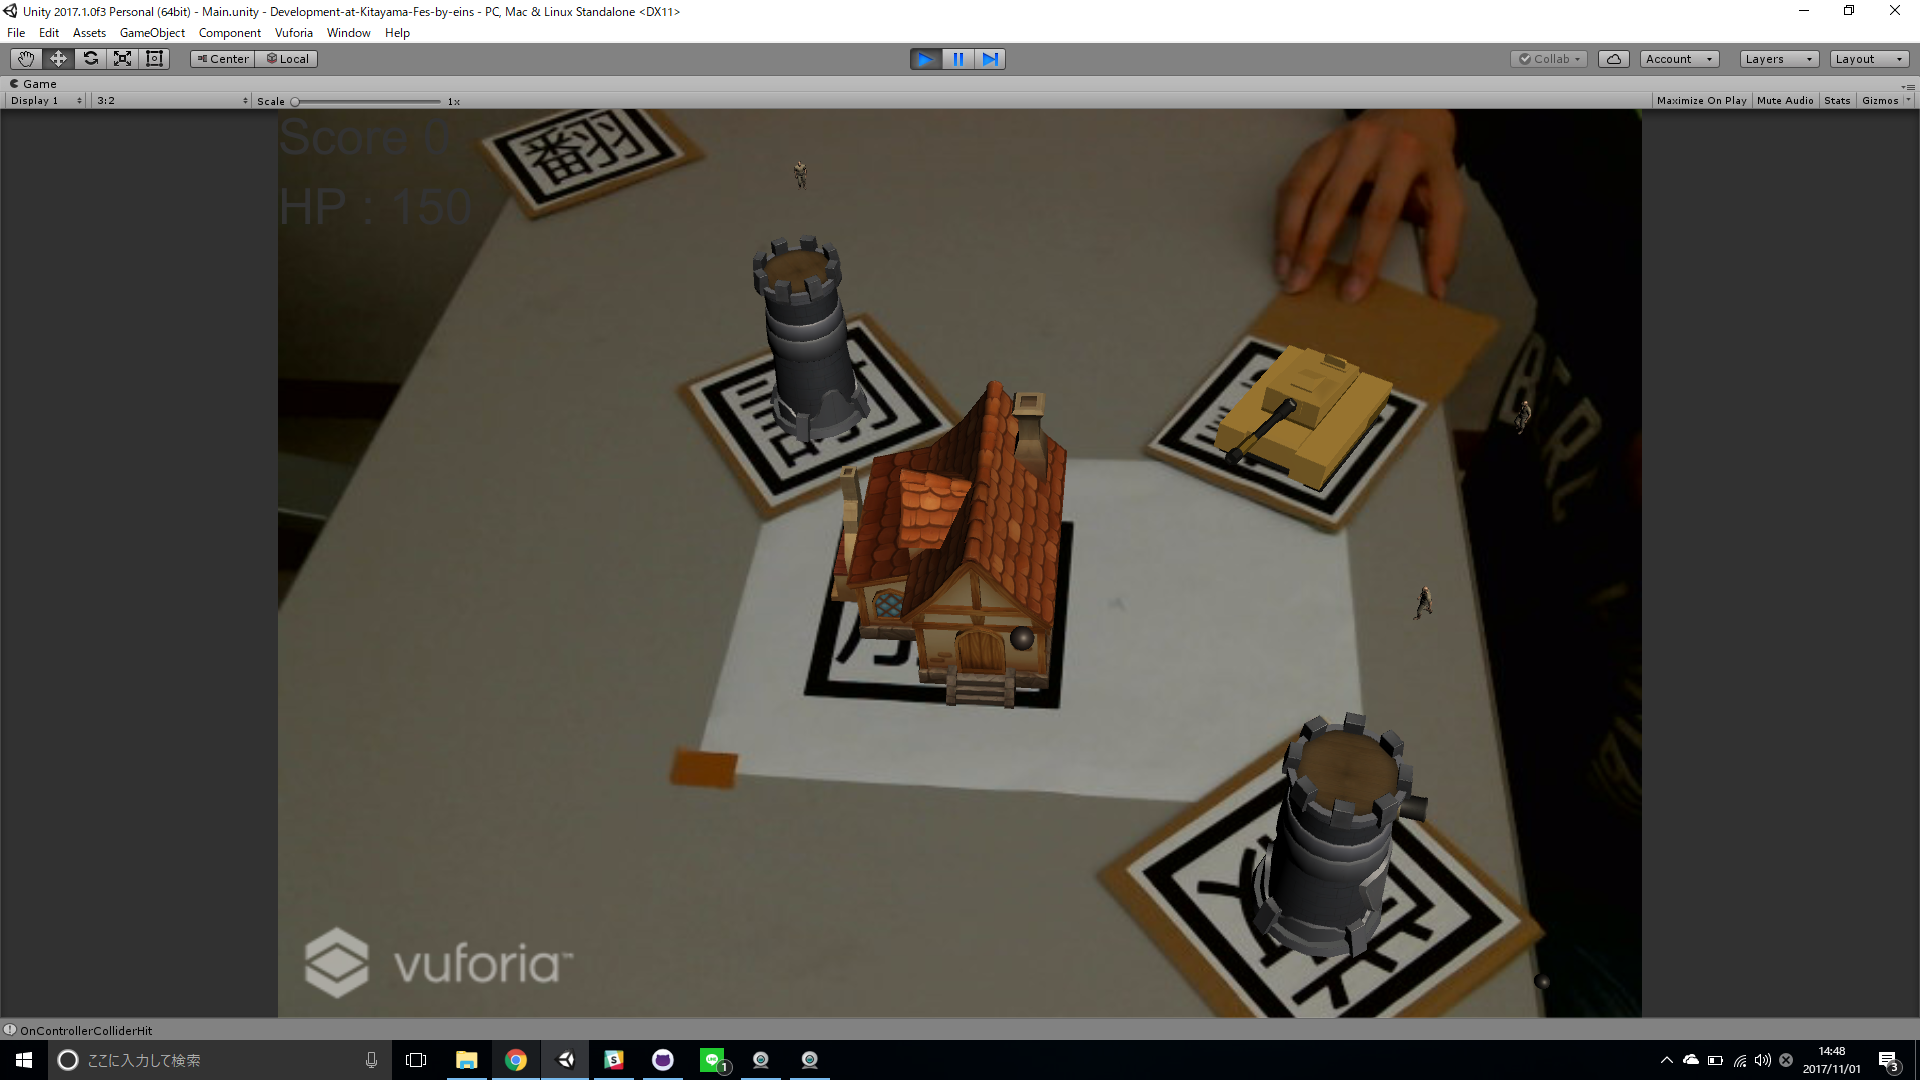 Unity 2017.1.0f3 Personal (64bit) - Main.unity - Development-at-Kitayama-Fes-by-eins - PC, Mac & Linux Standalone <DX11>
File Edit Assets GameObject Component Vuforia Window Help
Center Local Collab Account Layers Layout
Game
Display 1 3:2 Scale 1x Maximize On Play Mute Audio Stats Gizmos
Score 0
翻
HP : 150
vuforia™
OnControllerColliderHit
ここに入力して検索
1
14:48
2017/11/01
3